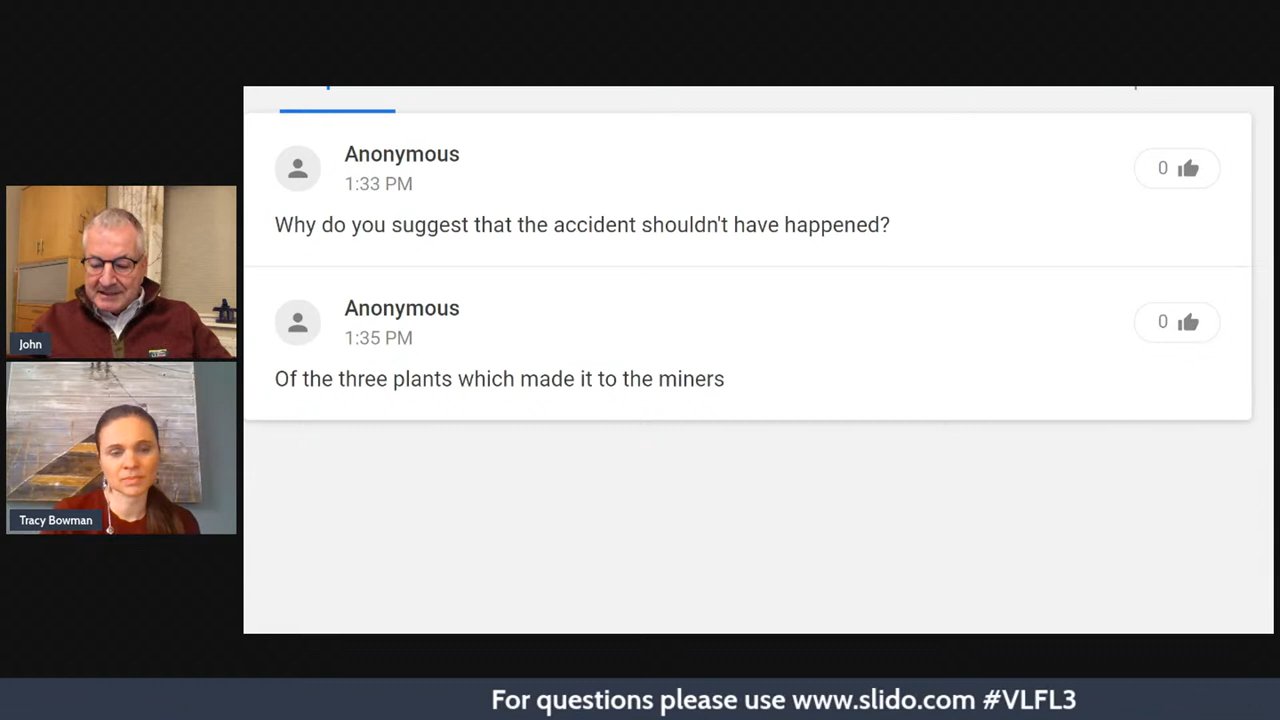 Anonymous
1:33 PM
0
Why do you suggest that the accident shouldn't have happened?
Anonymous
1:35 PM
0
Of the three plants which made it to the miners
John
Tracy Bowman
For questions please use www.slido.com #VLFL3